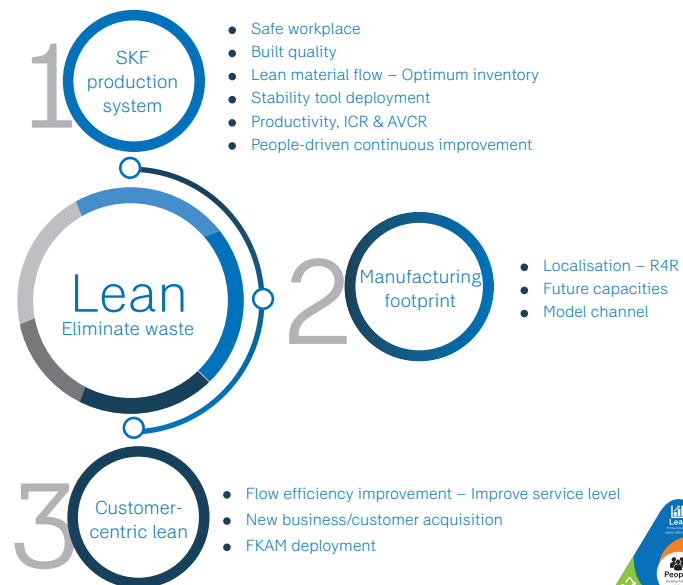 1
SKF
production
system
Safe workplace
Built quality
Lean material flow – Optimum inventory
Stability tool deployment
Productivity, ICR & AVCR
People-driven continuous improvement
Lean
Eliminate waste
2
Manufacturing
footprint
Localisation – R4R
Future capacities
Model channel
3
Customer-
centric lean
Flow efficiency improvement – Improve service level
New business/customer acquisition
FKAM deployment